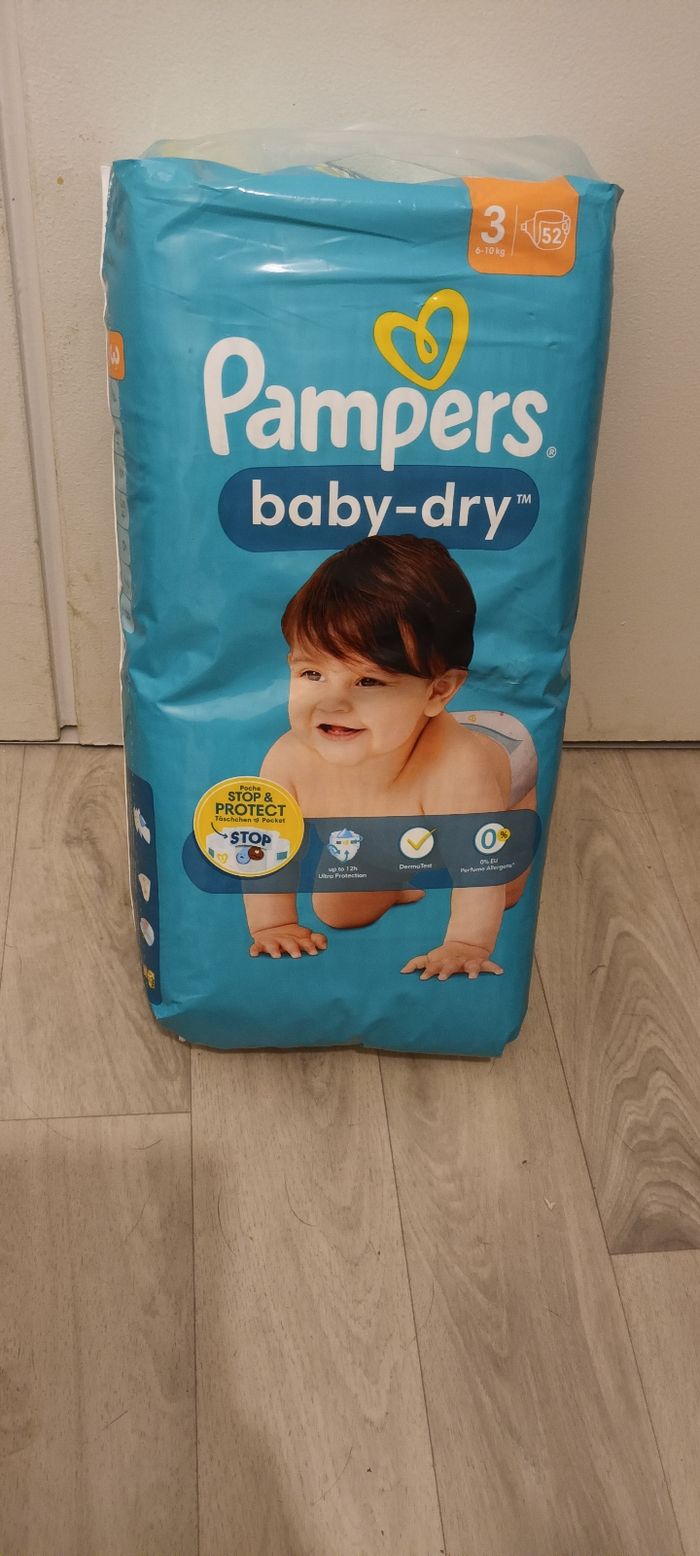 3
6-10 kg
52
3
Pampers®
baby-dry™
Poche
STOP &
PROTECT
Täschchen Pocket
STOP
up to 12h
Ultra Protection
DermaTest
0%
0% EU
Perfume Allergens*